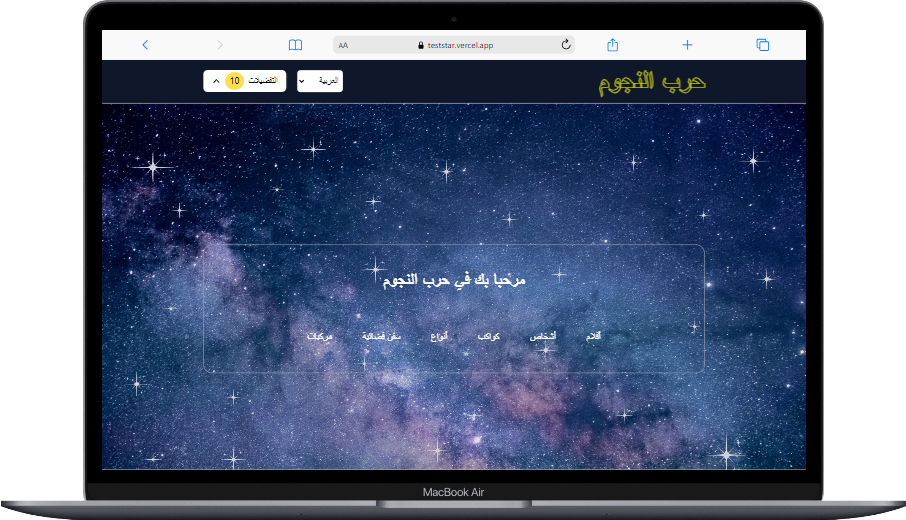 AA teststar.vercel.app
حرب النجوم العربية التفضيلات 10
مرحبا بك في حرب النجوم
أفلام أشخاص كواكب أنواع سفن فضائية مركبات
MacBook Air